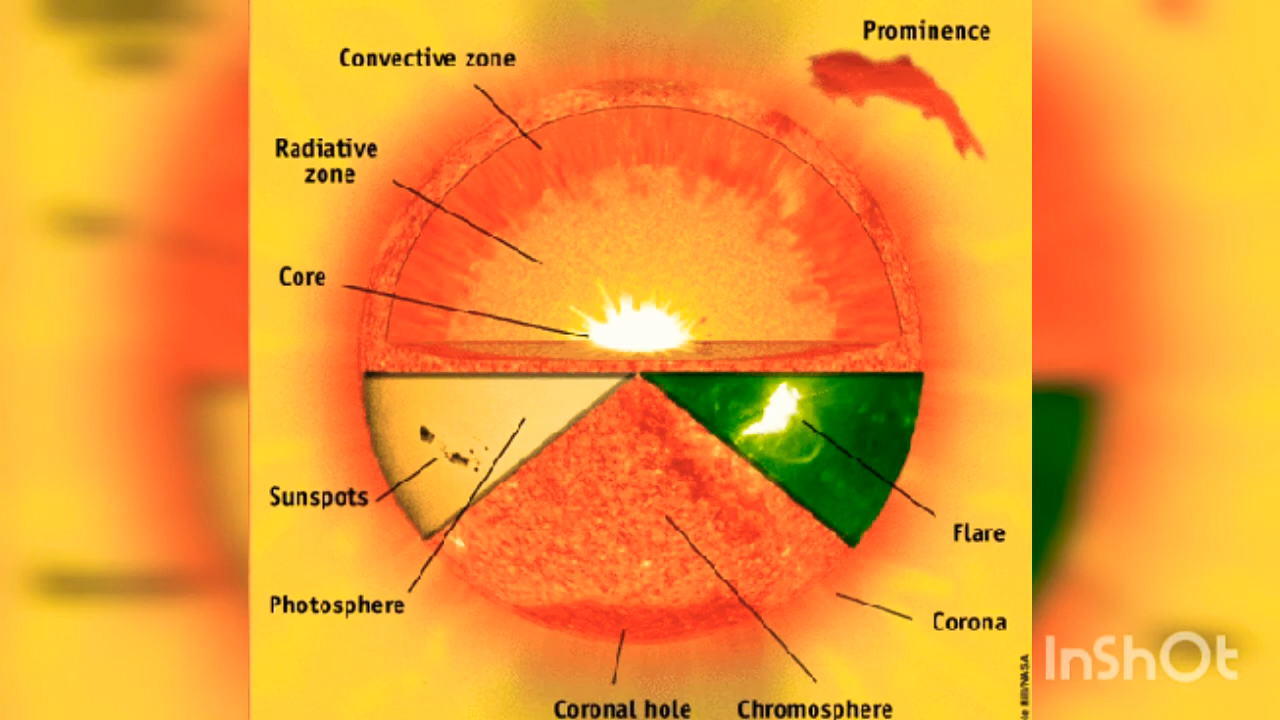 Prominence
Convective zone
Radiative
zone
Core
Sunspots
Flare
Photosphere
Corona
Coronal hole
Chromosphere
InShOt